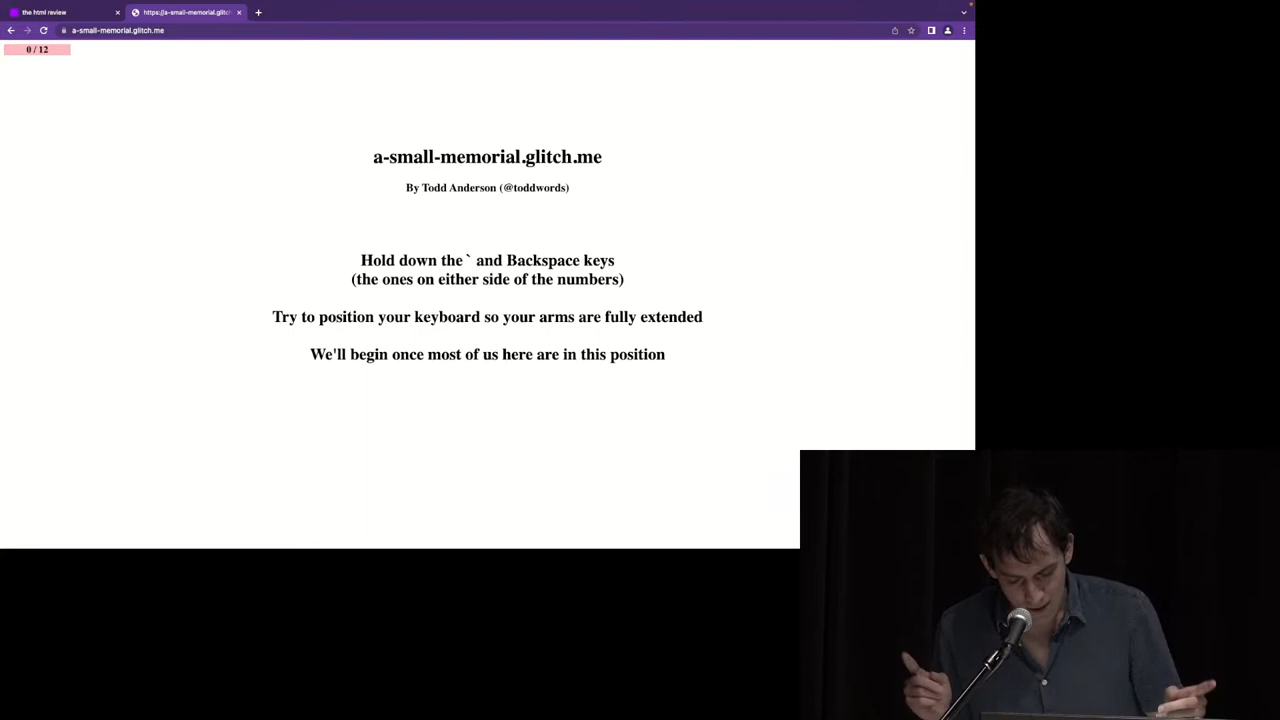 the html review
https://a-small-memorial.glitch
a-small-memorial.glitch.me
0 / 12
a-small-memorial.glitch.me
By Todd Anderson (@toddwords)
Hold down the ` and Backspace keys
(the ones on either side of the numbers)
Try to position your keyboard so your arms are fully extended
We'll begin once most of us here are in this position